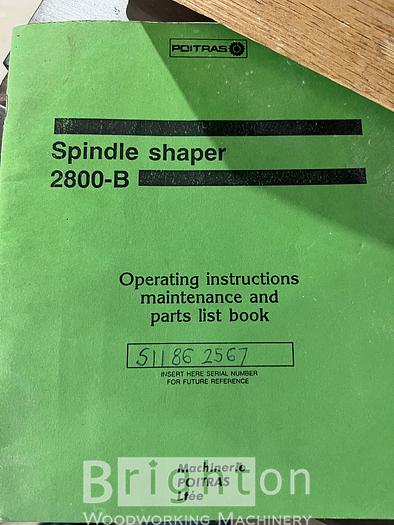 POITRAS
Spindle shaper
2800-B
Operating instructions
maintenance and
parts list book
51186 2567
INSERT HERE SERIAL NUMBER
FOR FUTURE REFERENCE
Machinerie
POITRAS
Ltée
Brighton
WOODWORKING MACHINERY